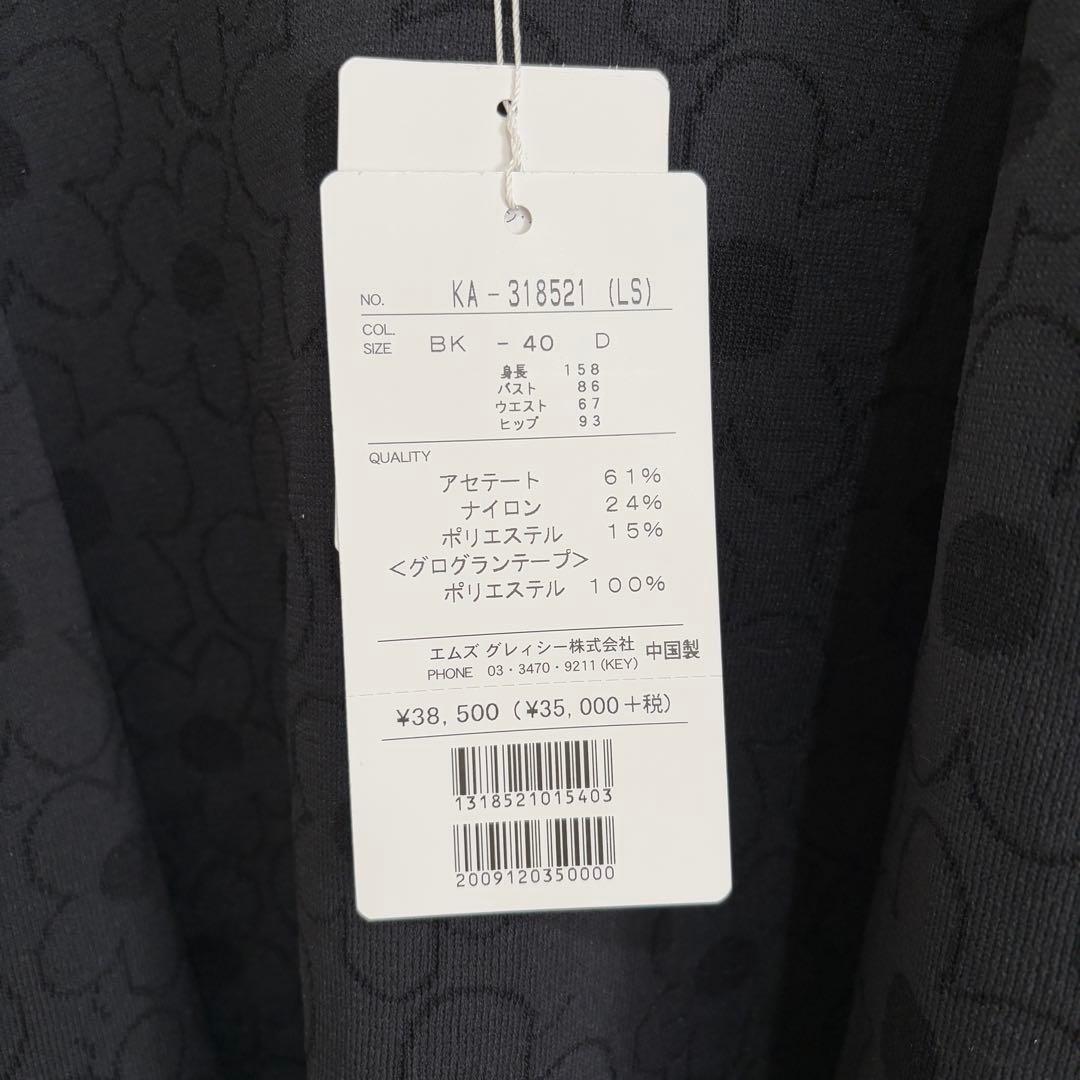 NO. KA-318521 (LS)
COL.
SIZE BK - 40 D
身長 158
バスト 86
ウエスト 67
ヒップ 93
QUALITY
アセテート 61%
ナイロン 24%
ポリエステル 15%
<グログランテープ>
ポリエステル 100%
エムズ グレィシー株式会社 中国製
PHONE 03・3470・9211(KEY)
¥38,500(¥35,000+税)
1318521015403
2009120350000